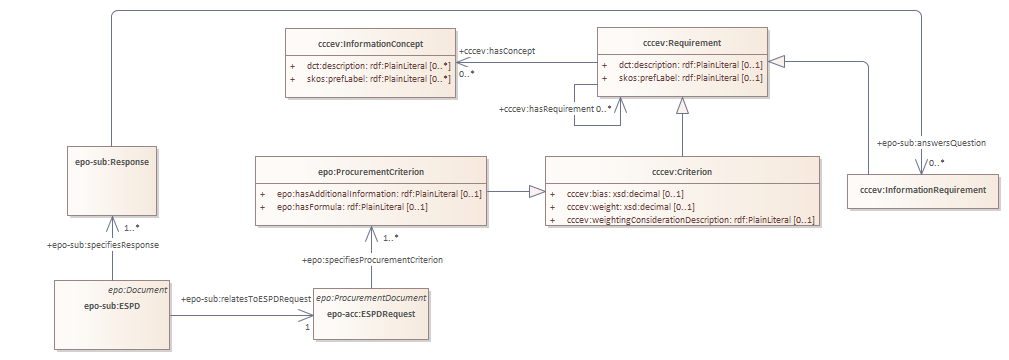 cccev:InformationConcept
+ dct:description: rdf:PlainLiteral [0..*]
+ skos:prefLabel: rdf:PlainLiteral [0..*]
+cccev:hasConcept
0..*
cccev:Requirement
+ dct:description: rdf:PlainLiteral [0..1]
+ skos:prefLabel: rdf:PlainLiteral [0..1]
+cccev:hasRequirement 0..*
+epo-sub:answersQuestion
0..*
epo-sub:Response
epo:ProcurementCriterion
+ epo:hasAdditionalInformation: rdf:PlainLiteral [0..1]
+ epo:hasFormula: rdf:PlainLiteral [0..1]
cccev:Criterion
+ cccev:bias: xsd:decimal [0..1]
+ cccev:weight: xsd:decimal [0..1]
+ cccev:weightingConsiderationDescription: rdf:PlainLiteral [0..1]
cccev:InformationRequirement
1..*
+epo-sub:specifiesResponse
1..*
+epo:specifiesProcurementCriterion
epo:Document
epo-sub:ESPD
+epo-sub:relatesToESPDRequest
1
epo:ProcurementDocument
epo-acc:ESPDRequest